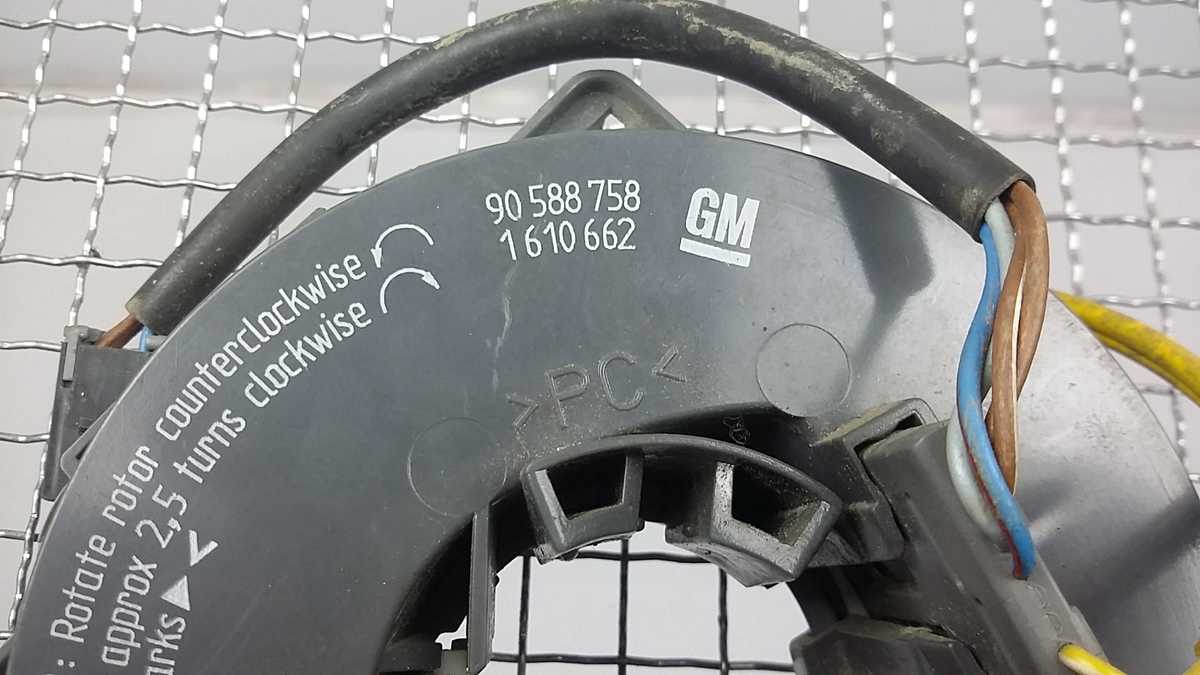 90 588 758
1 610 662
GM
: Rotate rotor counterclockwise
approx 2,5 turns clockwise
arks
>PC<